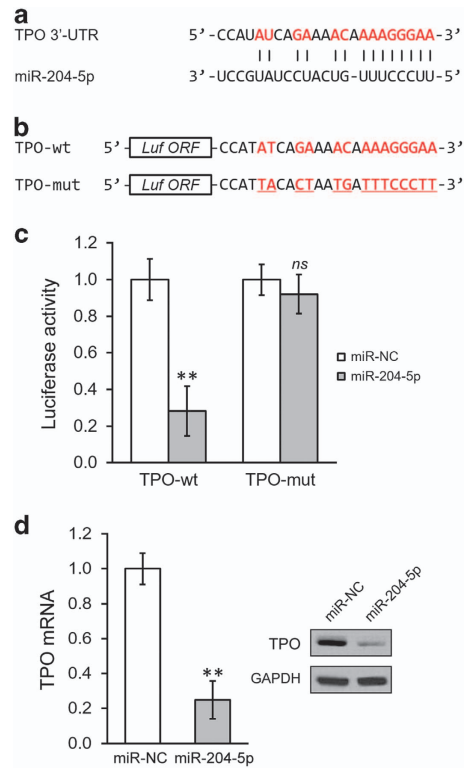 a
TPO 3'-UTR 5'-CCAUAUCAGAAAACAAAAGGGAA-3'
miR-204-5p 3'-UCCGUAUCCUACUG-UUUCCCUU-5'
b
TPO-wt 5'-Luf ORF-CCATATCAGAAAACAAAAGGGAA-3'
TPO-mut 5'-Luf ORF-CCATTACACTAATGATTTCCCTT-3'
c
Luciferase activity
1.2
1.0
0.8
0.6
0.4
0.2
0.0
**
ns
TPO-wt TPO-mut
miR-NC
miR-204-5p
d
TPO mRNA
1.2
1.0
0.8
0.6
0.4
0.2
0.0
**
miR-NC miR-204-5p
miR-NC miR-204-5p
TPO
GAPDH